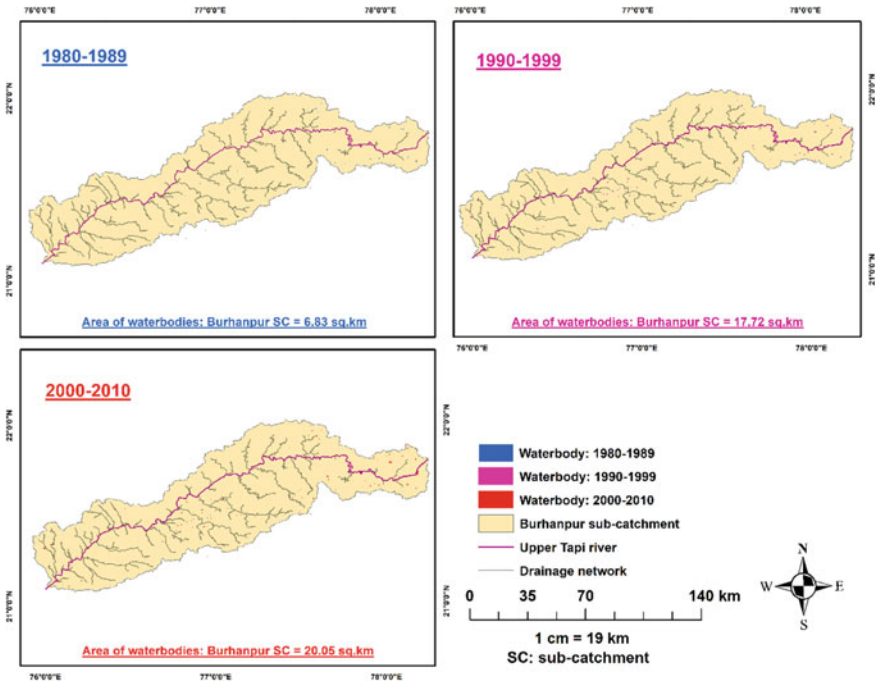 76°0'0"E 77°0'0"E 78°0'0"E
1980-1989
22°0'0"N
21°0'0"N
Area of waterbodies: Burhanpur SC = 6.83 sq.km
1990-1999
22°0'0"N
21°0'0"N
Area of waterbodies: Burhanpur SC = 17.72 sq.km
76°0'0"E 77°0'0"E 78°0'0"E
2000-2010
22°0'0"N
22°0'0"N
21°0'0"N
21°0'0"N
Area of waterbodies: Burhanpur SC = 20.05 sq.km
76°0'0"E 77°0'0"E 78°0'0"E
Waterbody: 1980-1989
Waterbody: 1990-1999
Waterbody: 2000-2010
Burhanpur sub-catchment
Upper Tapi river
Drainage network
0 35 70 140 km
1 cm = 19 km
SC: sub-catchment
N
W E
S